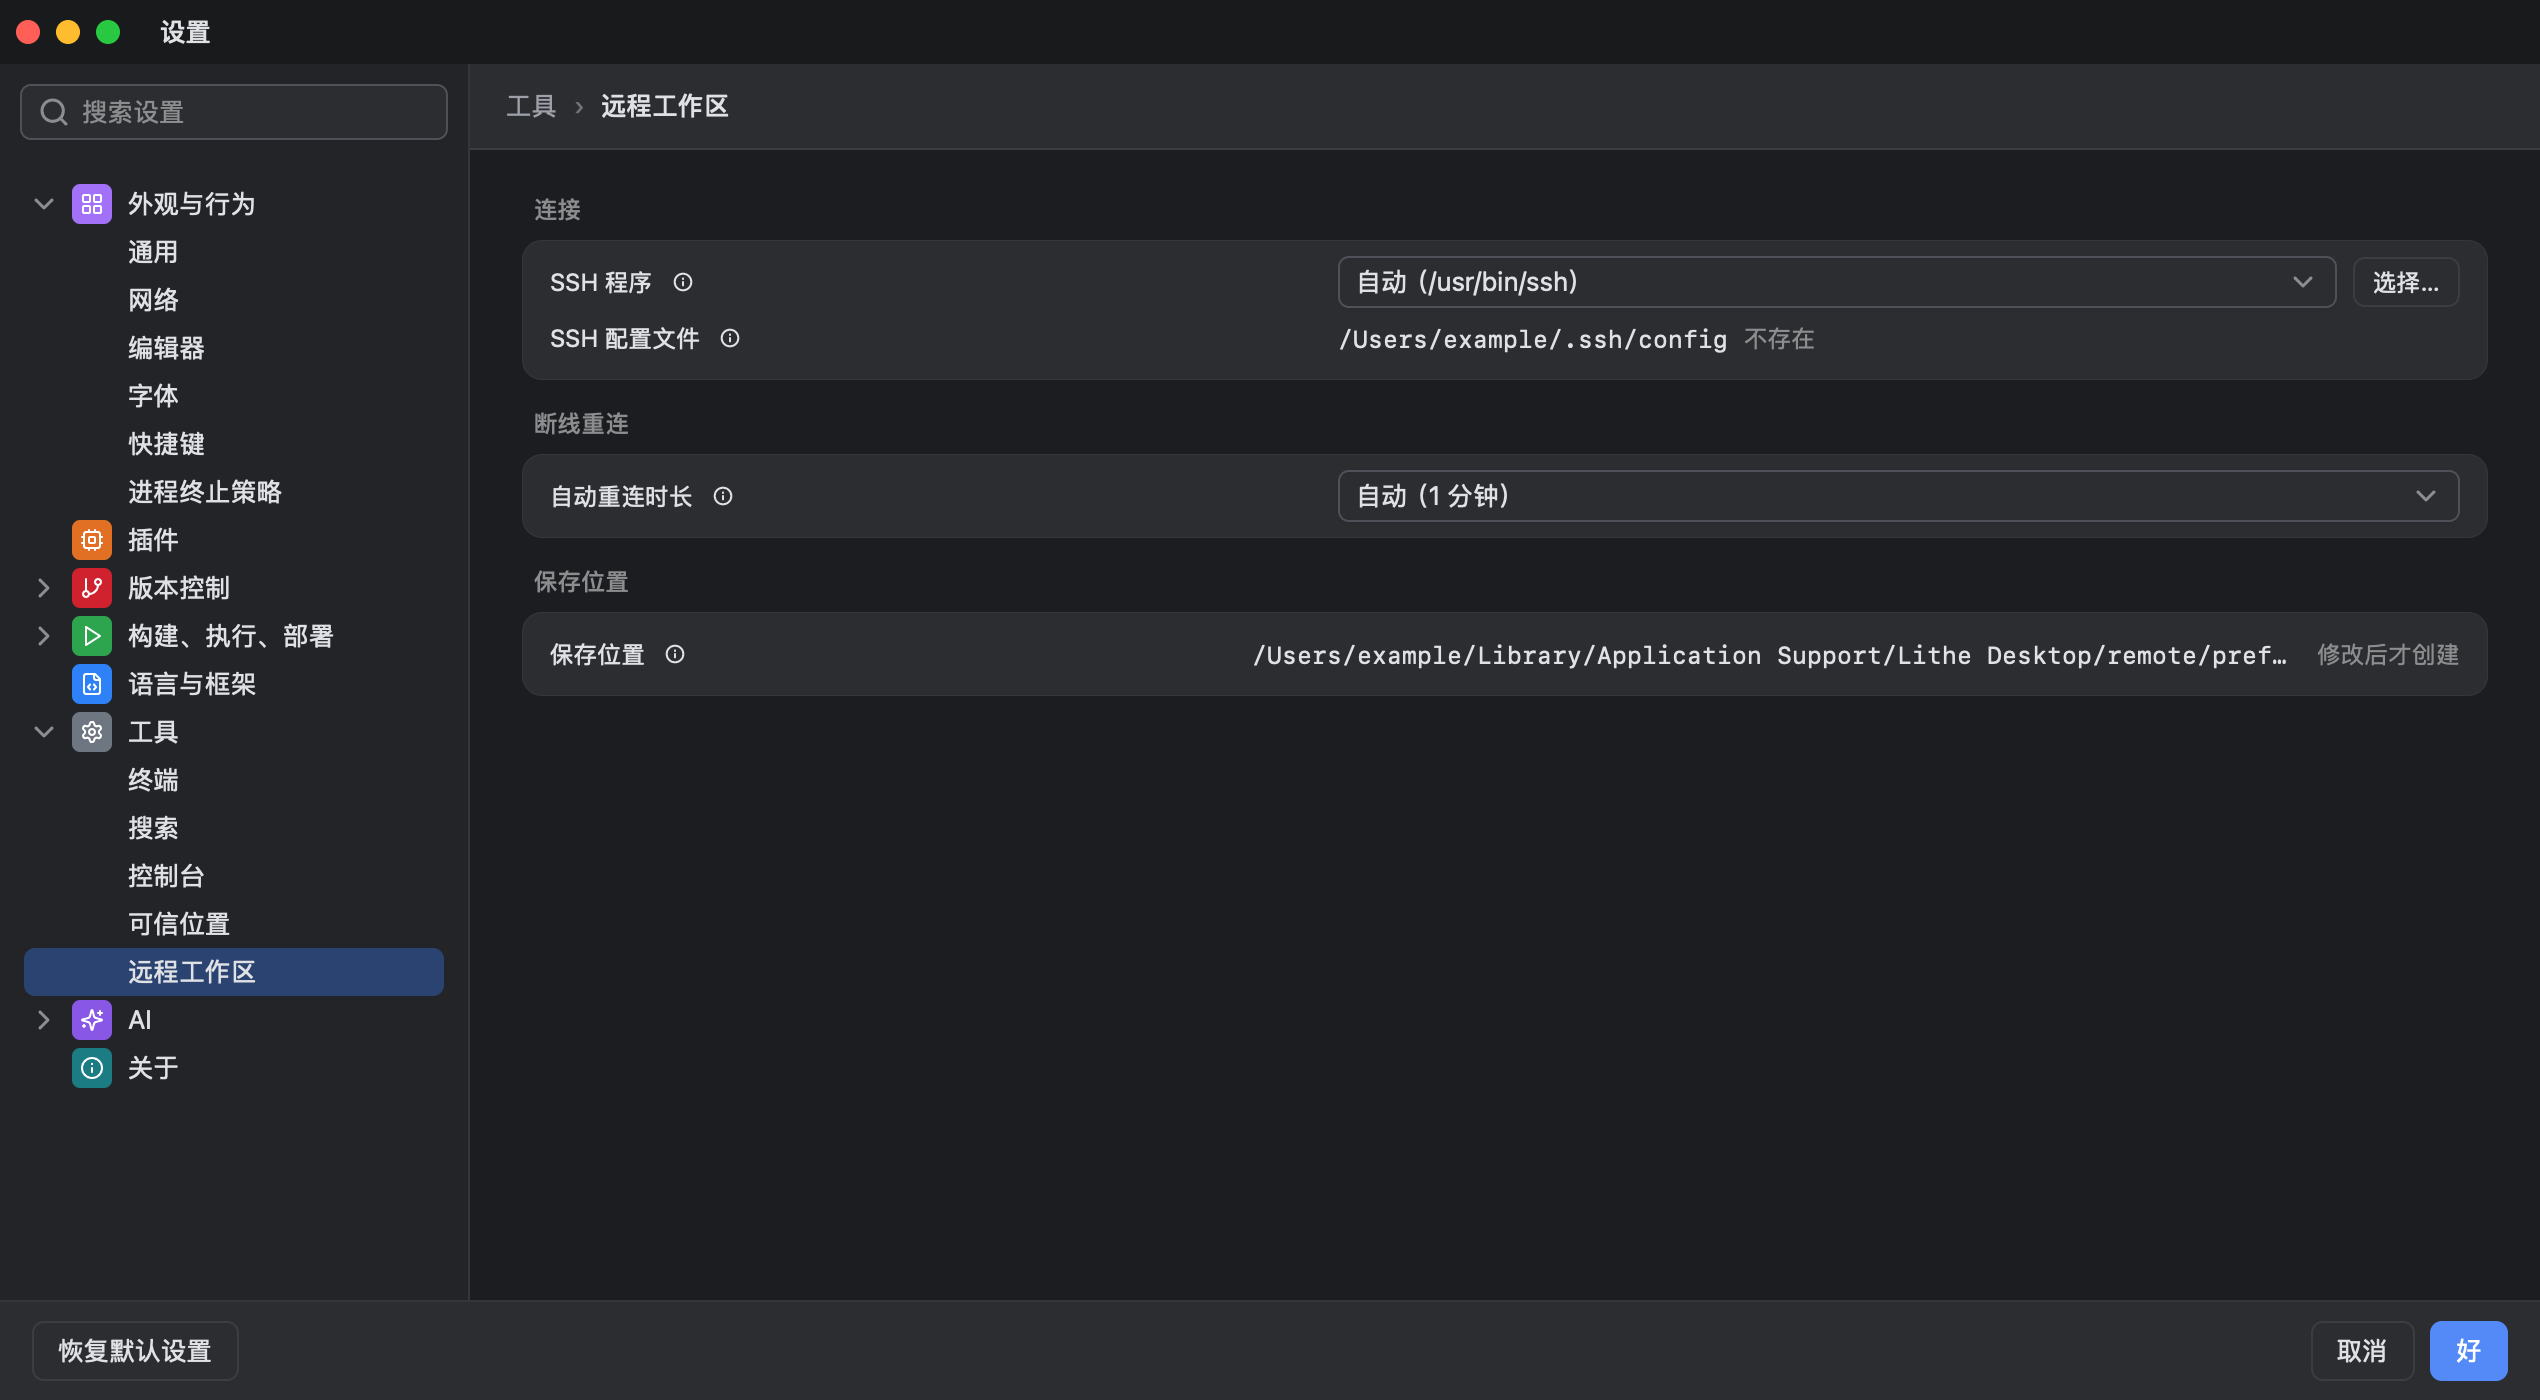 设置
搜索设置
外观与行为
通用
网络
编辑器
字体
快捷键
进程终止策略
插件
版本控制
构建、执行、部署
语言与框架
工具
终端
搜索
控制台
可信位置
远程工作区
AI
关于
工具 › 远程工作区
连接
SSH 程序 自动（/usr/bin/ssh） 选择...
SSH 配置文件 /Users/example/.ssh/config 不存在
断线重连
自动重连时长 自动（1 分钟）
保存位置
保存位置 /Users/example/Library/Application Support/Lithe Desktop/remote/pref… 修改后才创建
恢复默认设置 取消 好